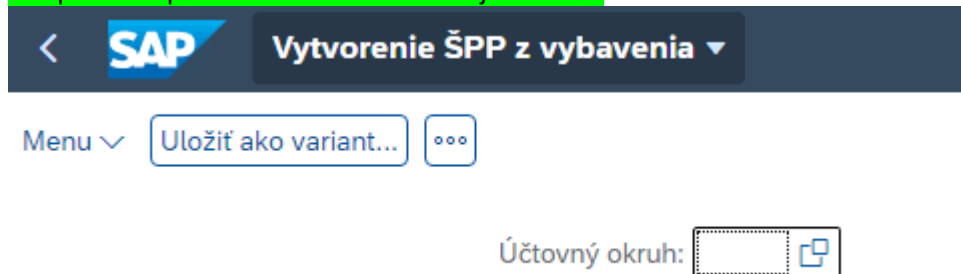 SAP Vytvorenie ŠPP z vybavenia
Menu Uložiť ako variant...
Účtovný okruh: